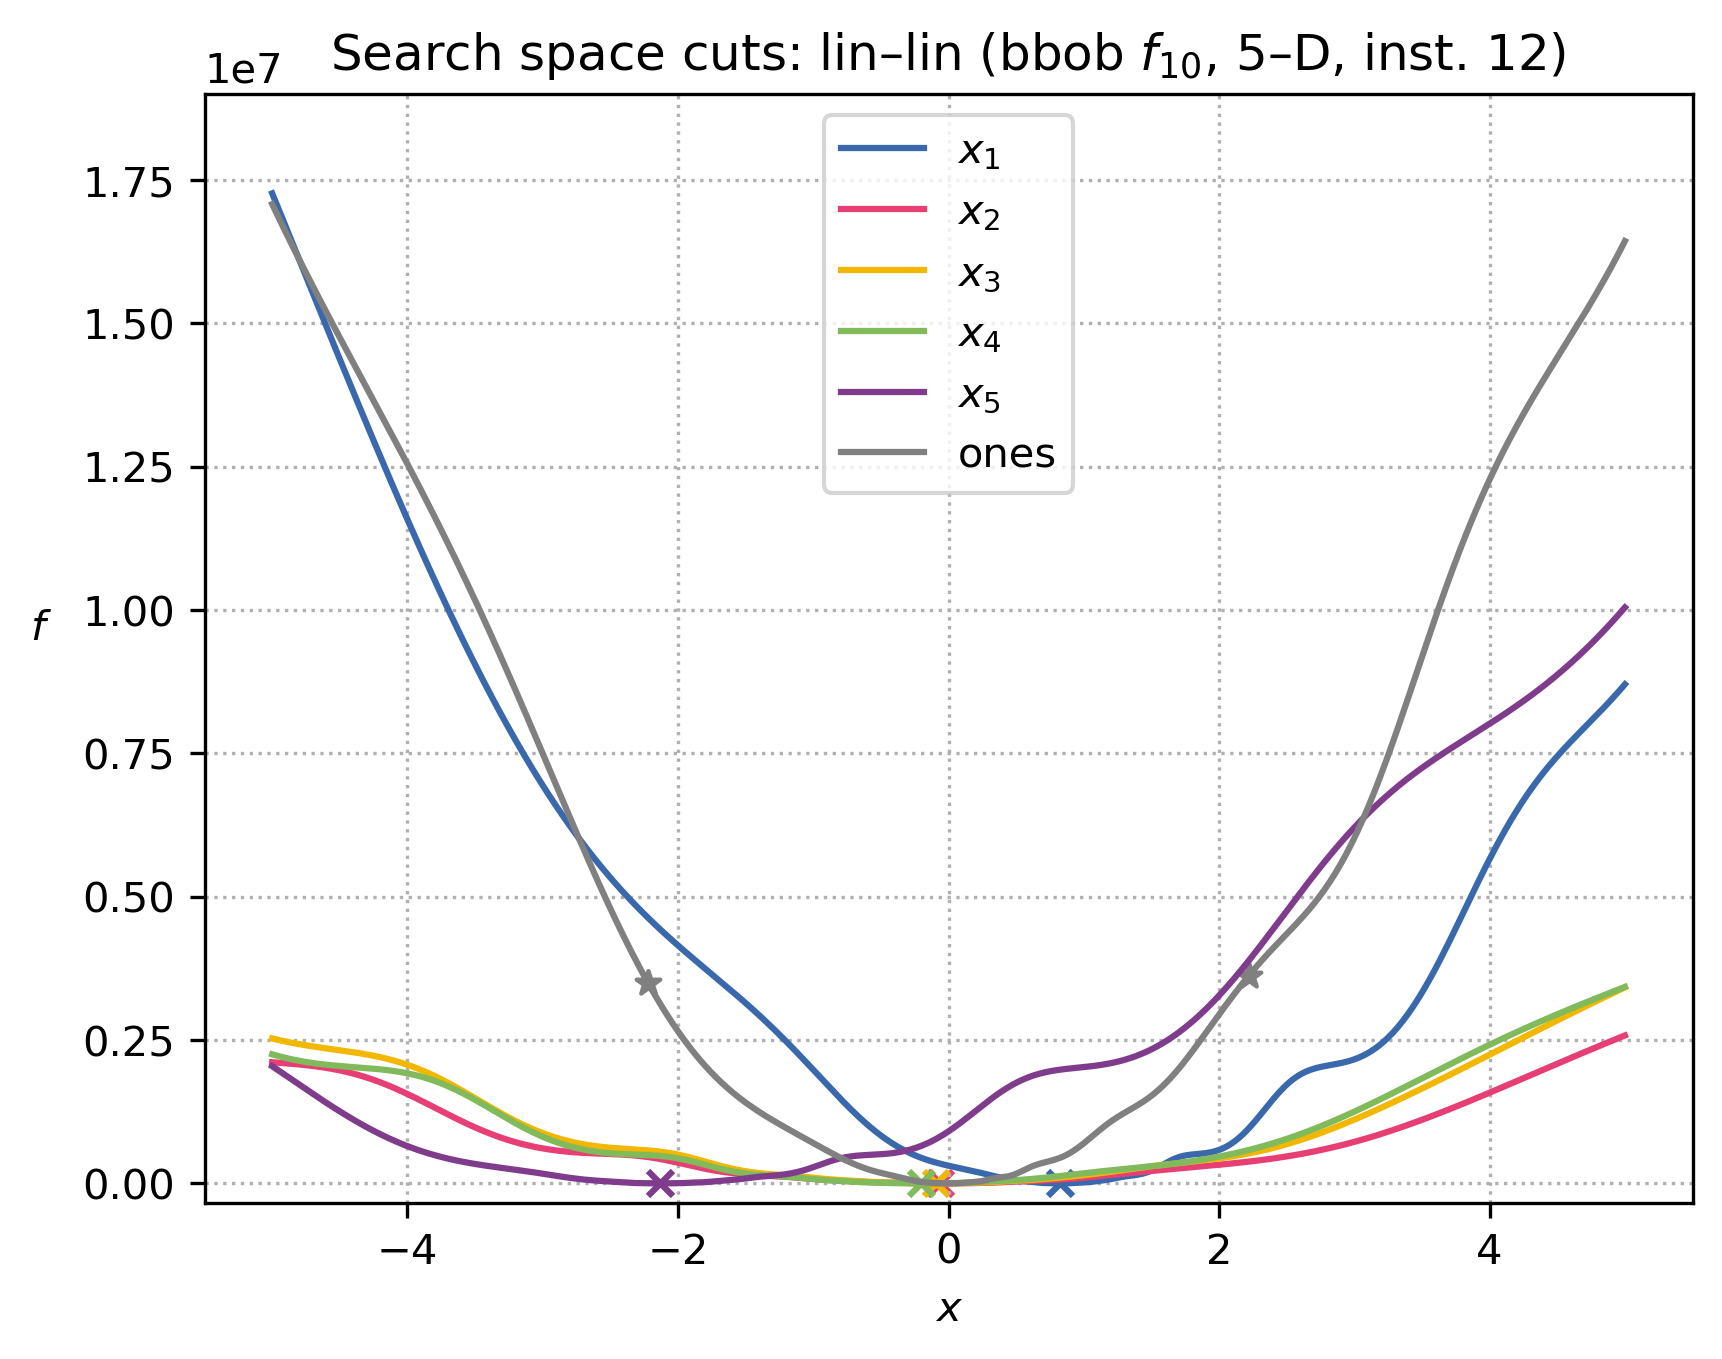 Search space cuts: lin–lin (bbob f₁₀, 5–D, inst. 12)
1e7
x₁
x₂
x₃
x₄
x₅
ones
1.75
1.50
1.25
1.00
0.75
0.50
0.25
0.00
f
−4 −2 0 2 4
x